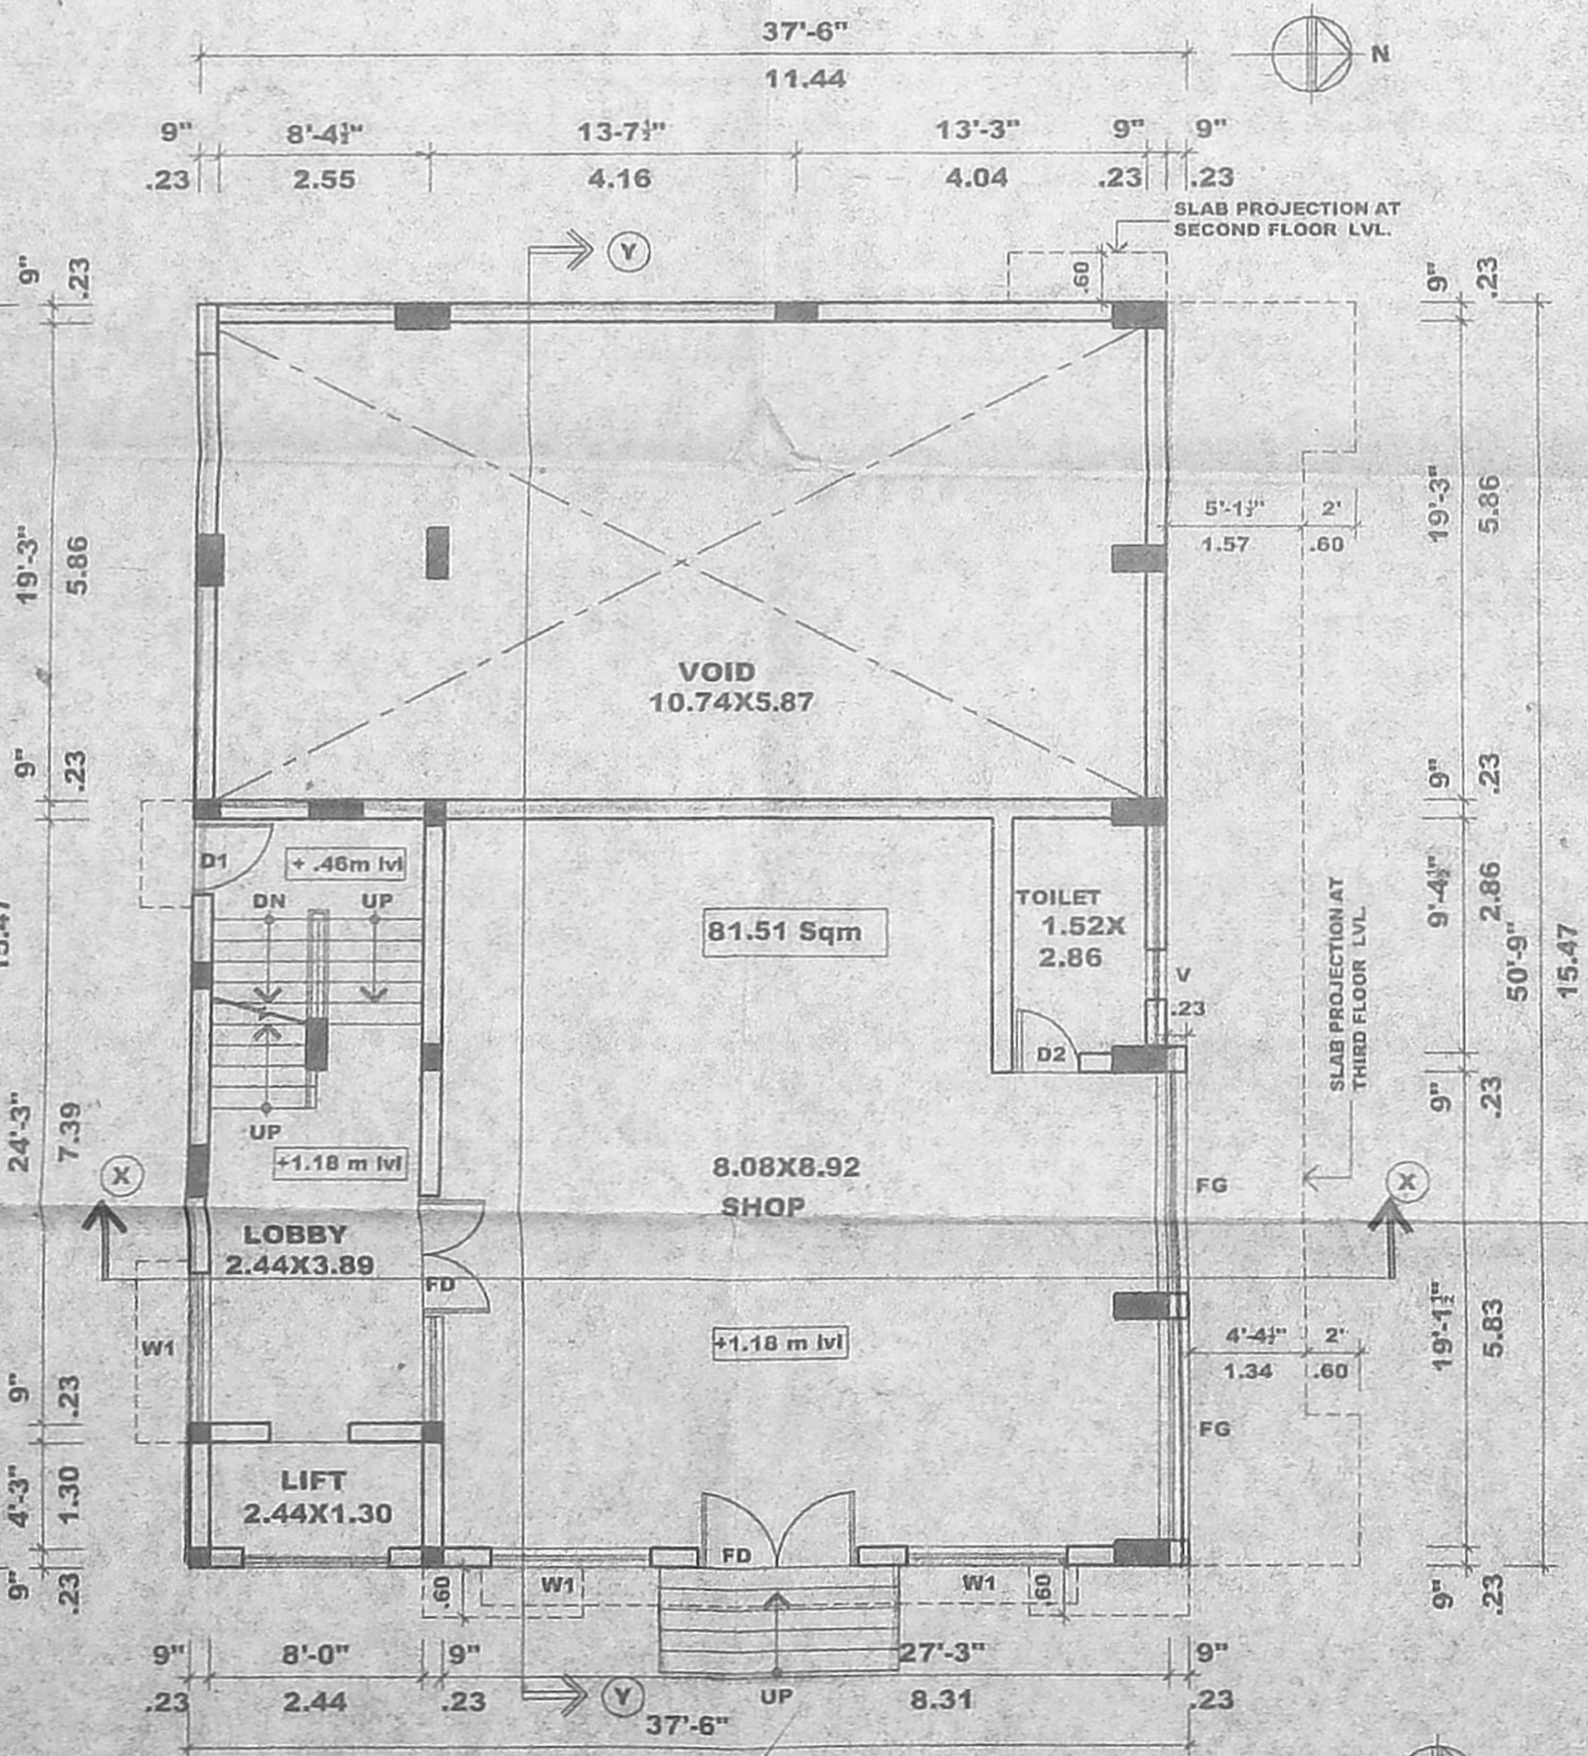 37'-6"
11.44
N
9" 8'-4½" 13-7½" 13'-3" 9" 9"
.23 2.55 4.16 4.04 .23 .23
SLAB PROJECTION AT
SECOND FLOOR LVL.
Y
.60
9" .23
9" .23
19'-3" 5.86
19'-3" 5.86
5'-1½" 2'
1.57 .60
VOID
10.74X5.87
9" .23
9" .23
D1
+ .46m lvl
DN UP
81.51 Sqm
TOILET
1.52X
2.86
9'-4½" 2.86
50'-9" 15.47
V
.23
D2
SLAB PROJECTION AT
THIRD FLOOR LVL.
9" .23
24'-3" 7.39
UP
+1.18 m lvl
X
8.08X8.92
SHOP
FG
X
LOBBY
2.44X3.89
FD
W1
+1.18 m lvl
4'-4½" 2'
1.34 .60
19'-1½" 5.83
9" .23
FG
4'-3" 1.30
LIFT
2.44X1.30
FD
9" .23
.60
W1
W1
.60
9" .23
9" 8'-0" 9" 27'-3" 9"
.23 2.44 .23 Y UP 8.31 .23
37'-6"